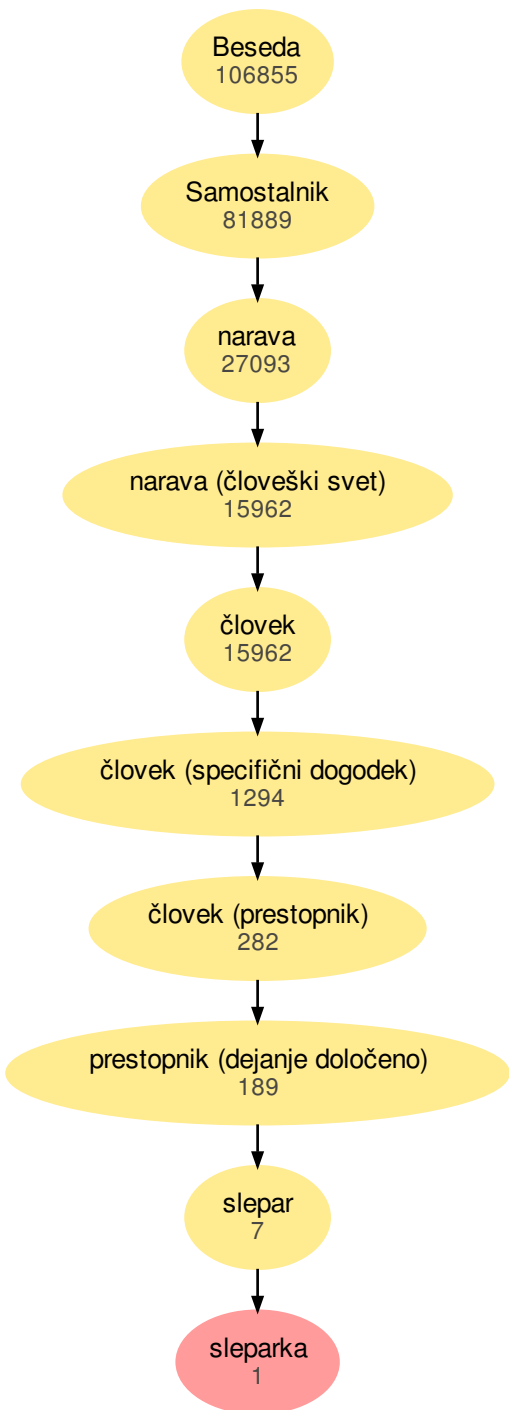 Beseda
106855
Samostalnik
81889
narava
27093
narava (človeški svet)
15962
človek
15962
človek (specifični dogodek)
1294
človek (prestopnik)
282
prestopnik (dejanje določeno)
189
slepar
7
sleparka
1